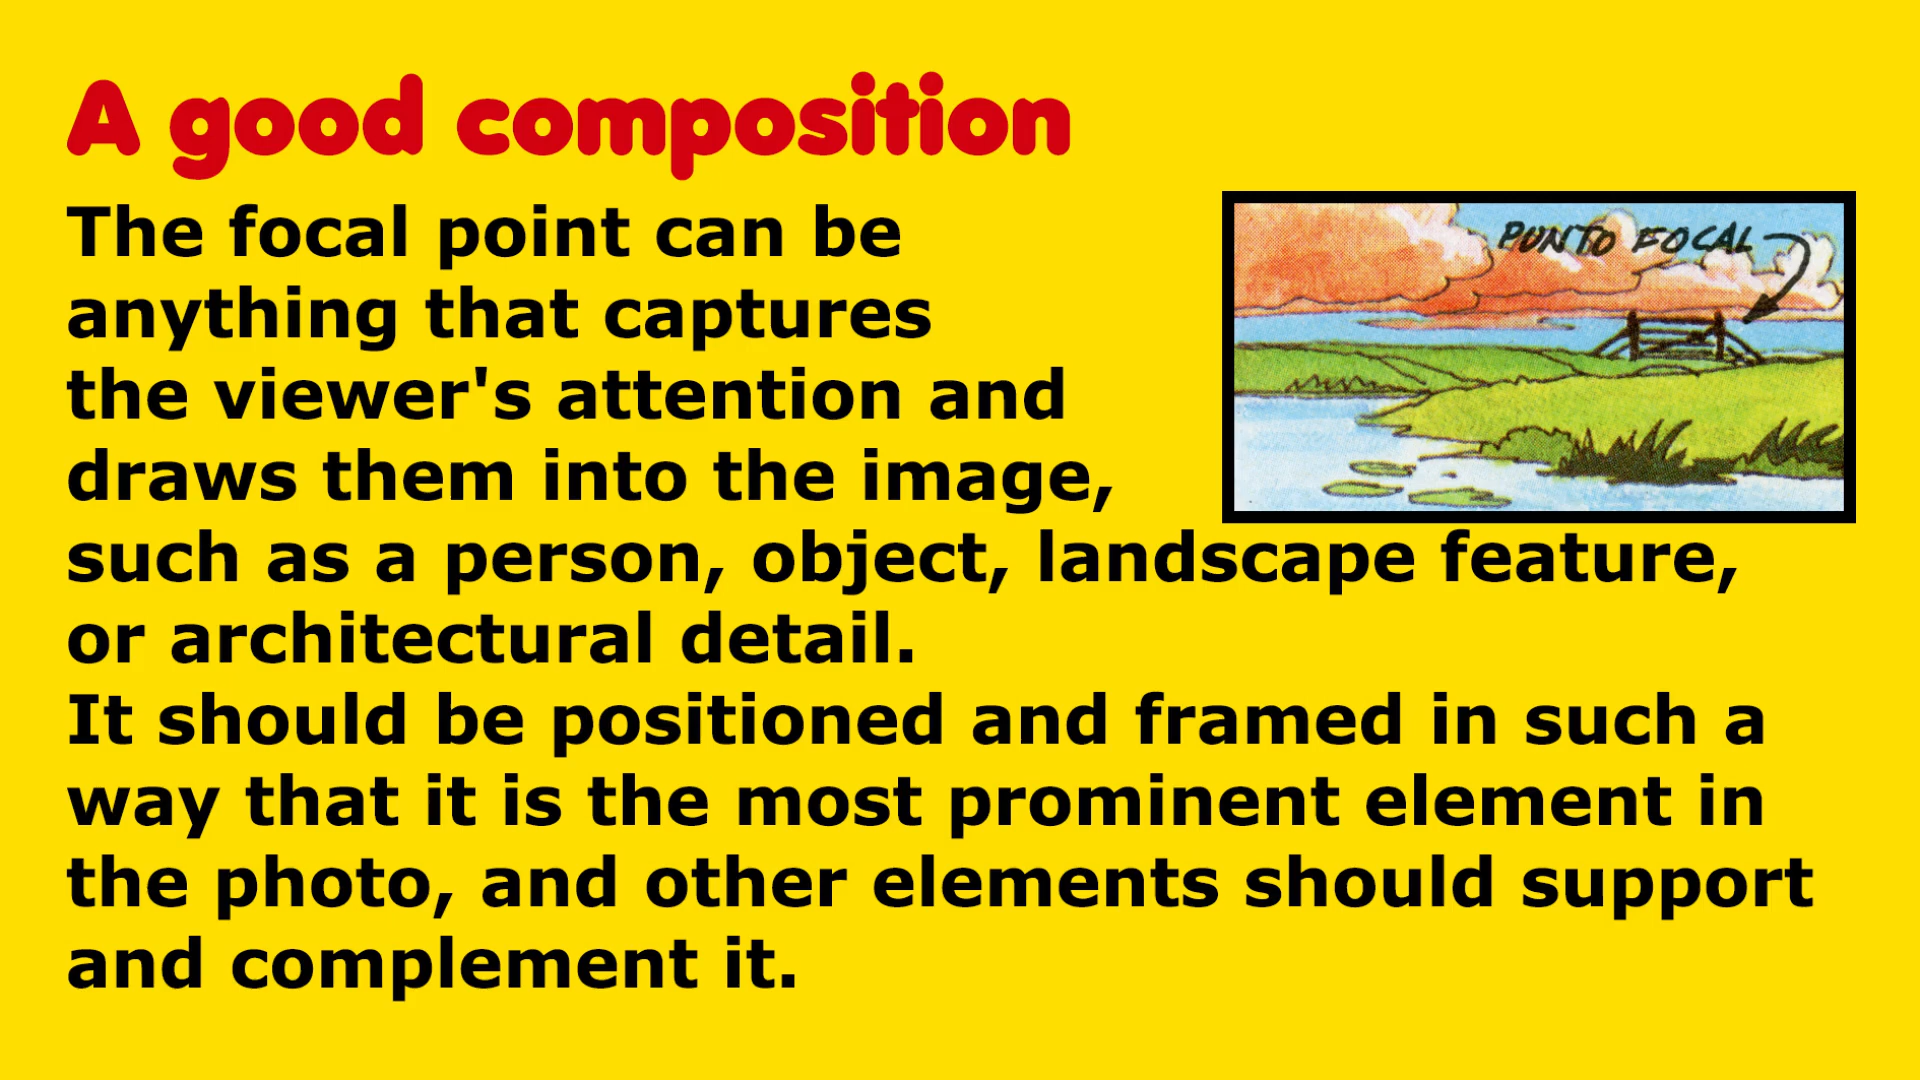 A good composition
The focal point can be
anything that captures
the viewer's attention and
draws them into the image,
such as a person, object, landscape feature,
or architectural detail.
It should be positioned and framed in such a
way that it is the most prominent element in
the photo, and other elements should support
and complement it.
PUNTO FOCAL